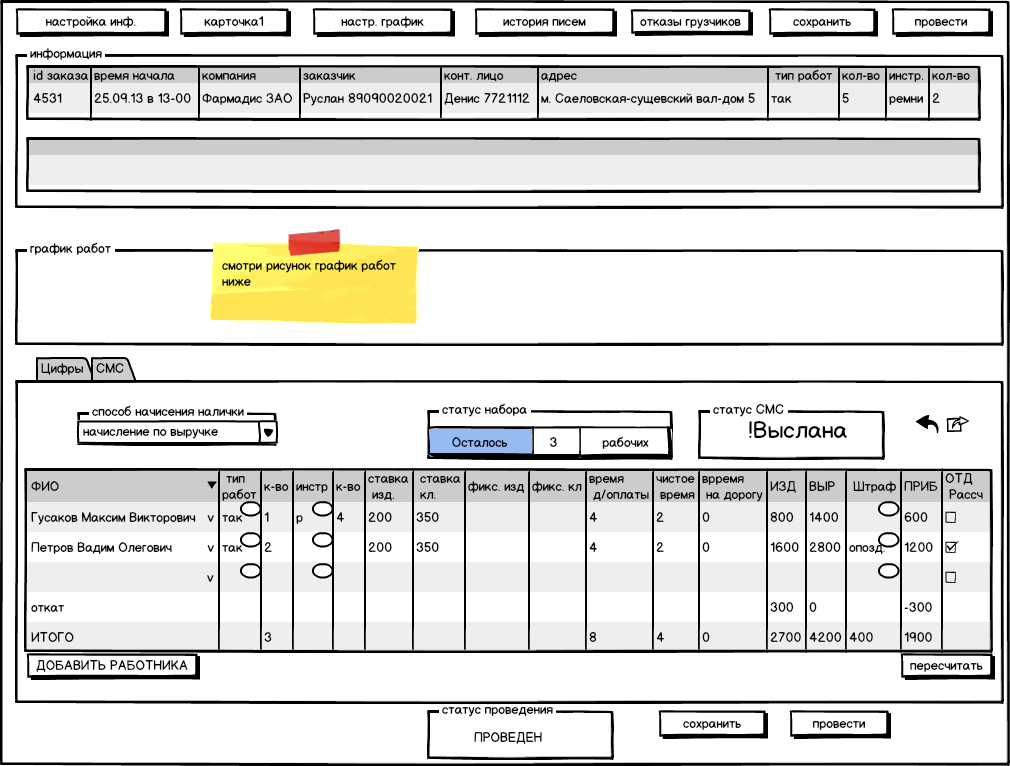 настройка инф. карточка1 настр. график история писем отказы грузчиков сохранить провести
информация
id заказа время начала компания заказчик конт. лицо адрес тип работ кол-во инстр. кол-во
4531 25.09.13 в 13-00 Фармадис ЗАО Руслан 89090020021 Денис 7721112 м. Саеловская-сущевский вал-дом 5 так 5 ремни 2
график работ
смотри рисунок график работ
ниже
Цифры СМС
способ начисения налички
начисление по выручке
статус набора
Осталось 3 рабочих
статус СМС
!Выслана
ФИО тип работ к-во инстр к-во ставка изд. ставка кл. фикс. изд фикс. кл время д/оплаты чистое время врремя на дорогу ИЗД ВЫР Штраф ПРИБ ОТД Рассч
Гусаков Максим Викторович v так 1 р 4 200 350 4 2 0 800 1400 600
Петров Вадим Олегович v так 2 200 350 4 2 0 1600 2800 опозд. 1200
v
откат 300 0 -300
ИТОГО 3 8 4 0 2700 4200 400 1900
ДОБАВИТЬ РАБОТНИКА пересчитать
статус проведения
ПРОВЕДЕН
сохранить провести